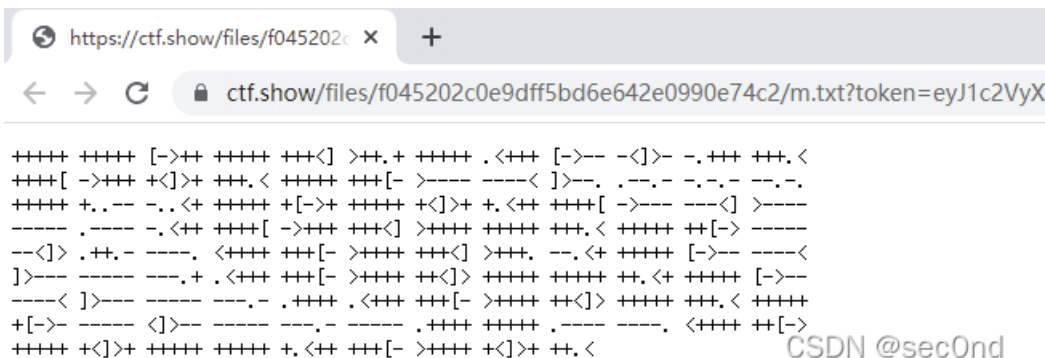 https://ctf.show/files/f045202c
ctf.show/files/f045202c0e9dff5bd6e642e0990e74c2/m.txt?token=eyJ1c2VyX
+++++ +++++ [->++ +++++ +++<] >++.+ +++++ .<+++ [->-- -<]>- -.+++ +++.<
++++[ ->+++ +<]>+ +++.< +++++ +++[- >---- ----< ]>--. .--.- -.-.- --.-.
+++++ +..-- -..<+ +++++ +[->+ +++++ +<]>+ +.<++ ++++[ ->--- ---<] >----
----- .---- -.<++ ++++[ ->+++ +++<] >++++ +++++ +++.< +++++ ++[-> -----
--<]> .++.- ----. <++++ +++[- >++++ +++<] >+++. --.<+ +++++ [->-- ----<
]>--- ----- ---.+ .<+++ +++[- >++++ ++<]> +++++ +++++ ++.<+ +++++ [->--
----< ]>--- ----- ---.- .++++ .<+++ +++[- >++++ ++<]> +++++ +++.< +++++
+[->- ----- <]>-- ----- ---.- ----- .++++ +++++ .---- ----. <++++ ++[->
+++++ +<]>+ +++++ +++++ +.<++ +++[- >++++ +<]>+ ++.<
CSDN @sec0nd